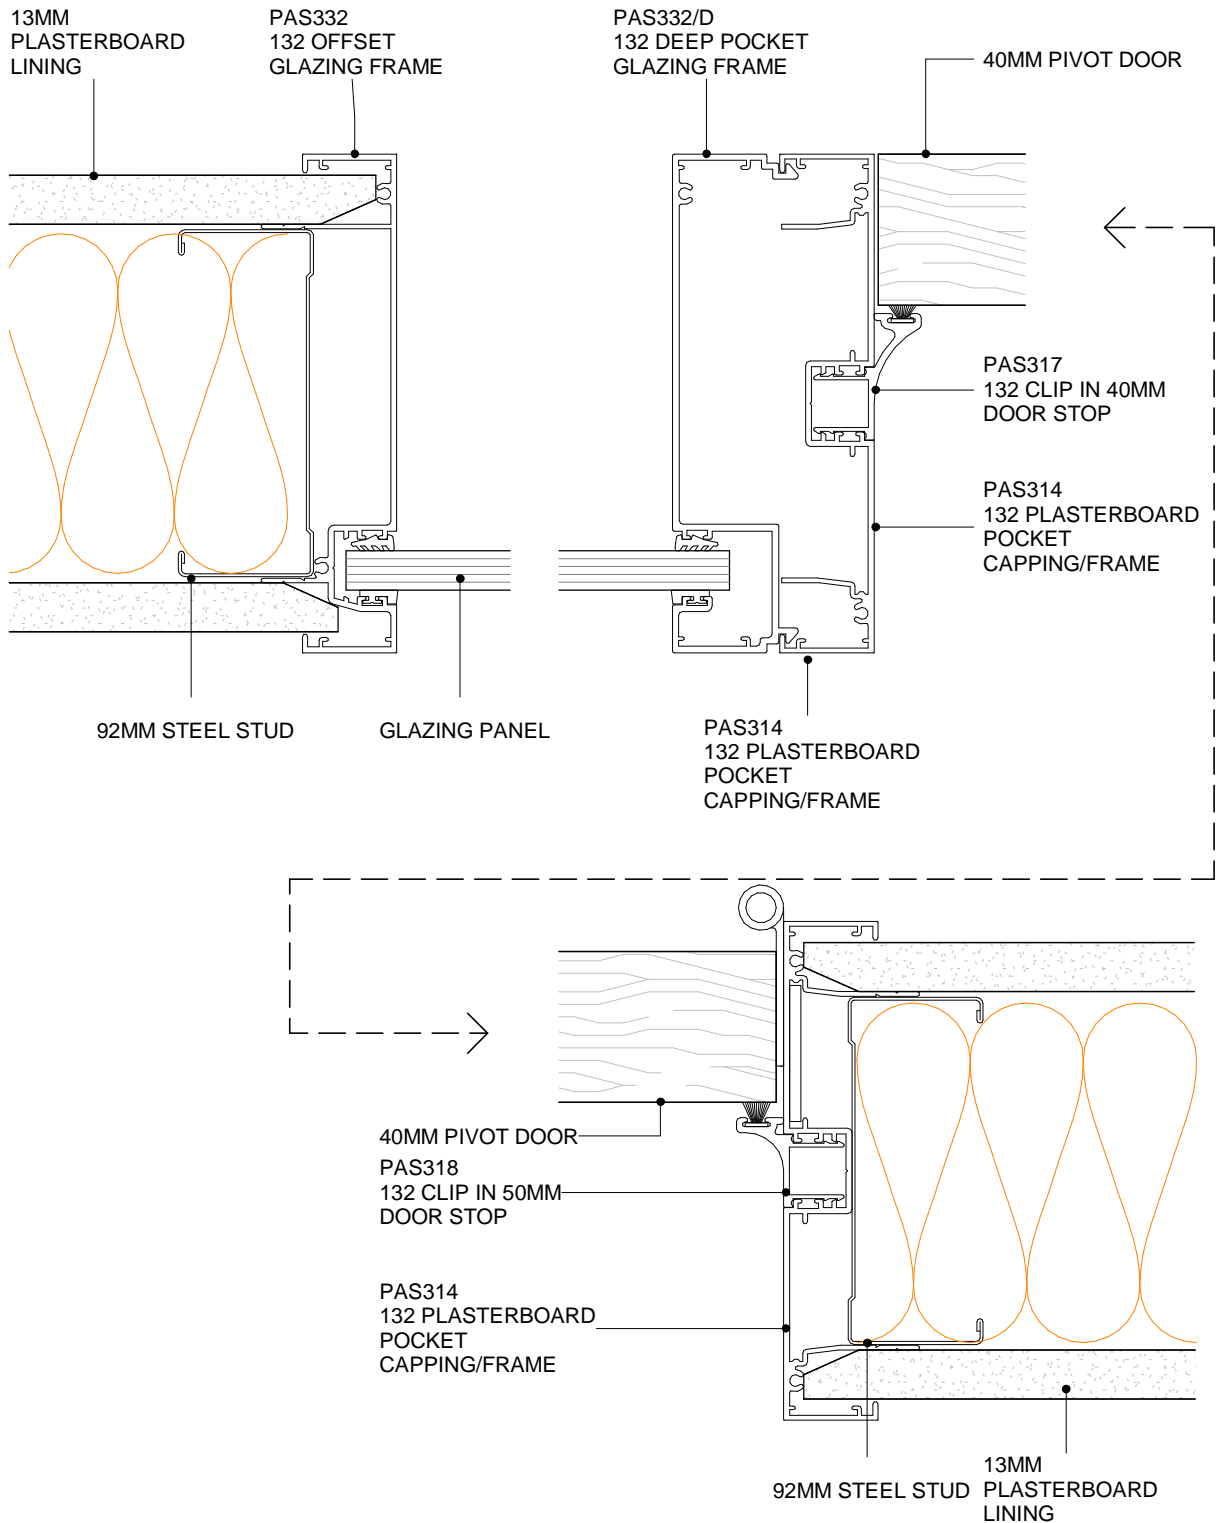 13MM
PLASTERBOARD
LINING
PAS332
132 OFFSET
GLAZING FRAME
PAS332/D
132 DEEP POCKET
GLAZING FRAME
40MM PIVOT DOOR
PAS317
132 CLIP IN 40MM
DOOR STOP
PAS314
132 PLASTERBOARD
POCKET
CAPPING/FRAME
92MM STEEL STUD
GLAZING PANEL
PAS314
132 PLASTERBOARD
POCKET
CAPPING/FRAME
40MM PIVOT DOOR
PAS318
132 CLIP IN 50MM
DOOR STOP
PAS314
132 PLASTERBOARD
POCKET
CAPPING/FRAME
92MM STEEL STUD
13MM
PLASTERBOARD
LINING